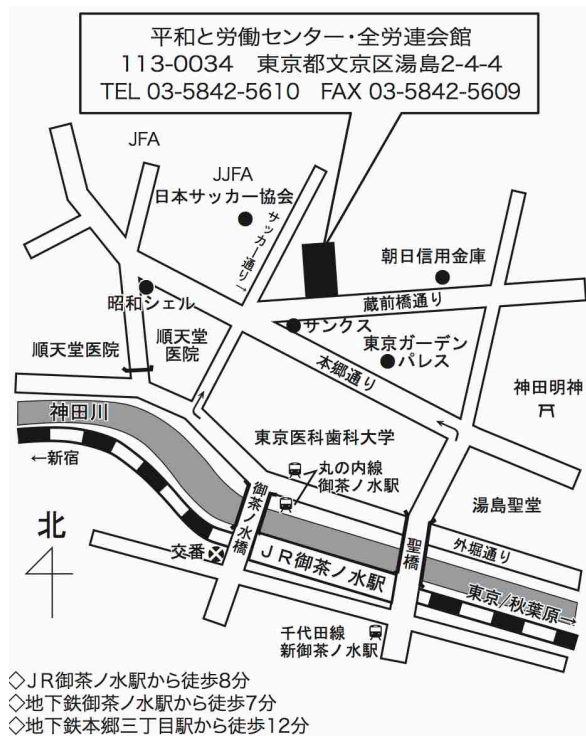 平和と労働センター・全労連会館
113-0034 東京都文京区湯島2-4-4
TEL 03-5842-5610 FAX 03-5842-5609
JFA
JJFA
日本サッカー協会
サッカー通り→
朝日信用金庫
昭和シェル
蔵前橋通り
サンクス
順天堂医院
順天堂
医院
東京ガーデン
パレス
本郷通り
神田明神
神田川
東京医科歯科大学
←新宿
丸の内線
御茶ノ水駅
湯島聖堂
御茶ノ水橋
聖橋
外堀通り
北
交番
JR御茶ノ水駅
東京/秋葉原→
千代田線
新御茶ノ水駅
◇JR御茶ノ水駅から徒歩8分
◇地下鉄御茶ノ水駅から徒歩7分
◇地下鉄本郷三丁目駅から徒歩12分